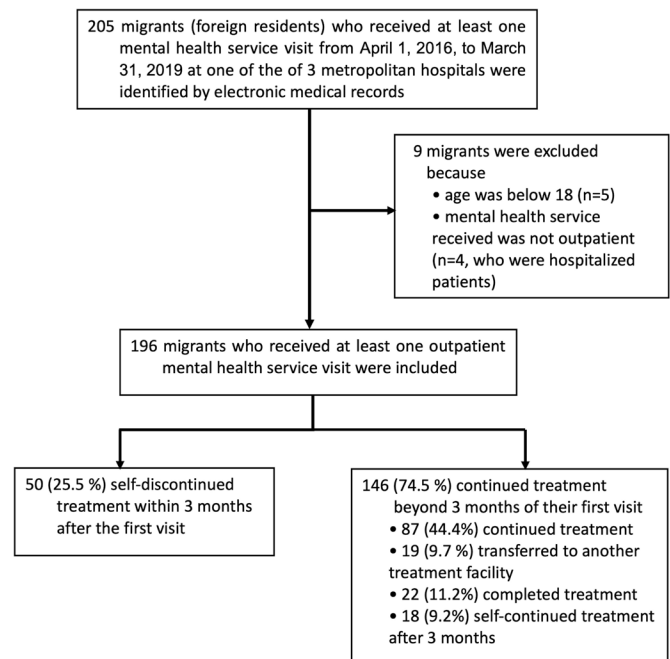 205 migrants (foreign residents) who received at least one
mental health service visit from April 1, 2016, to March
31, 2019 at one of the of 3 metropolitan hospitals were
identified by electronic medical records
9 migrants were excluded
because
• age was below 18 (n=5)
• mental health service
received was not outpatient
(n=4, who were hospitalized
patients)
196 migrants who received at least one outpatient
mental health service visit were included
50 (25.5 %) self-discontinued
treatment within 3 months
after the first visit
146 (74.5 %) continued treatment
beyond 3 months of their first visit
• 87 (44.4%) continued treatment
• 19 (9.7 %) transferred to another
treatment facility
• 22 (11.2%) completed treatment
• 18 (9.2%) self-continued treatment
after 3 months